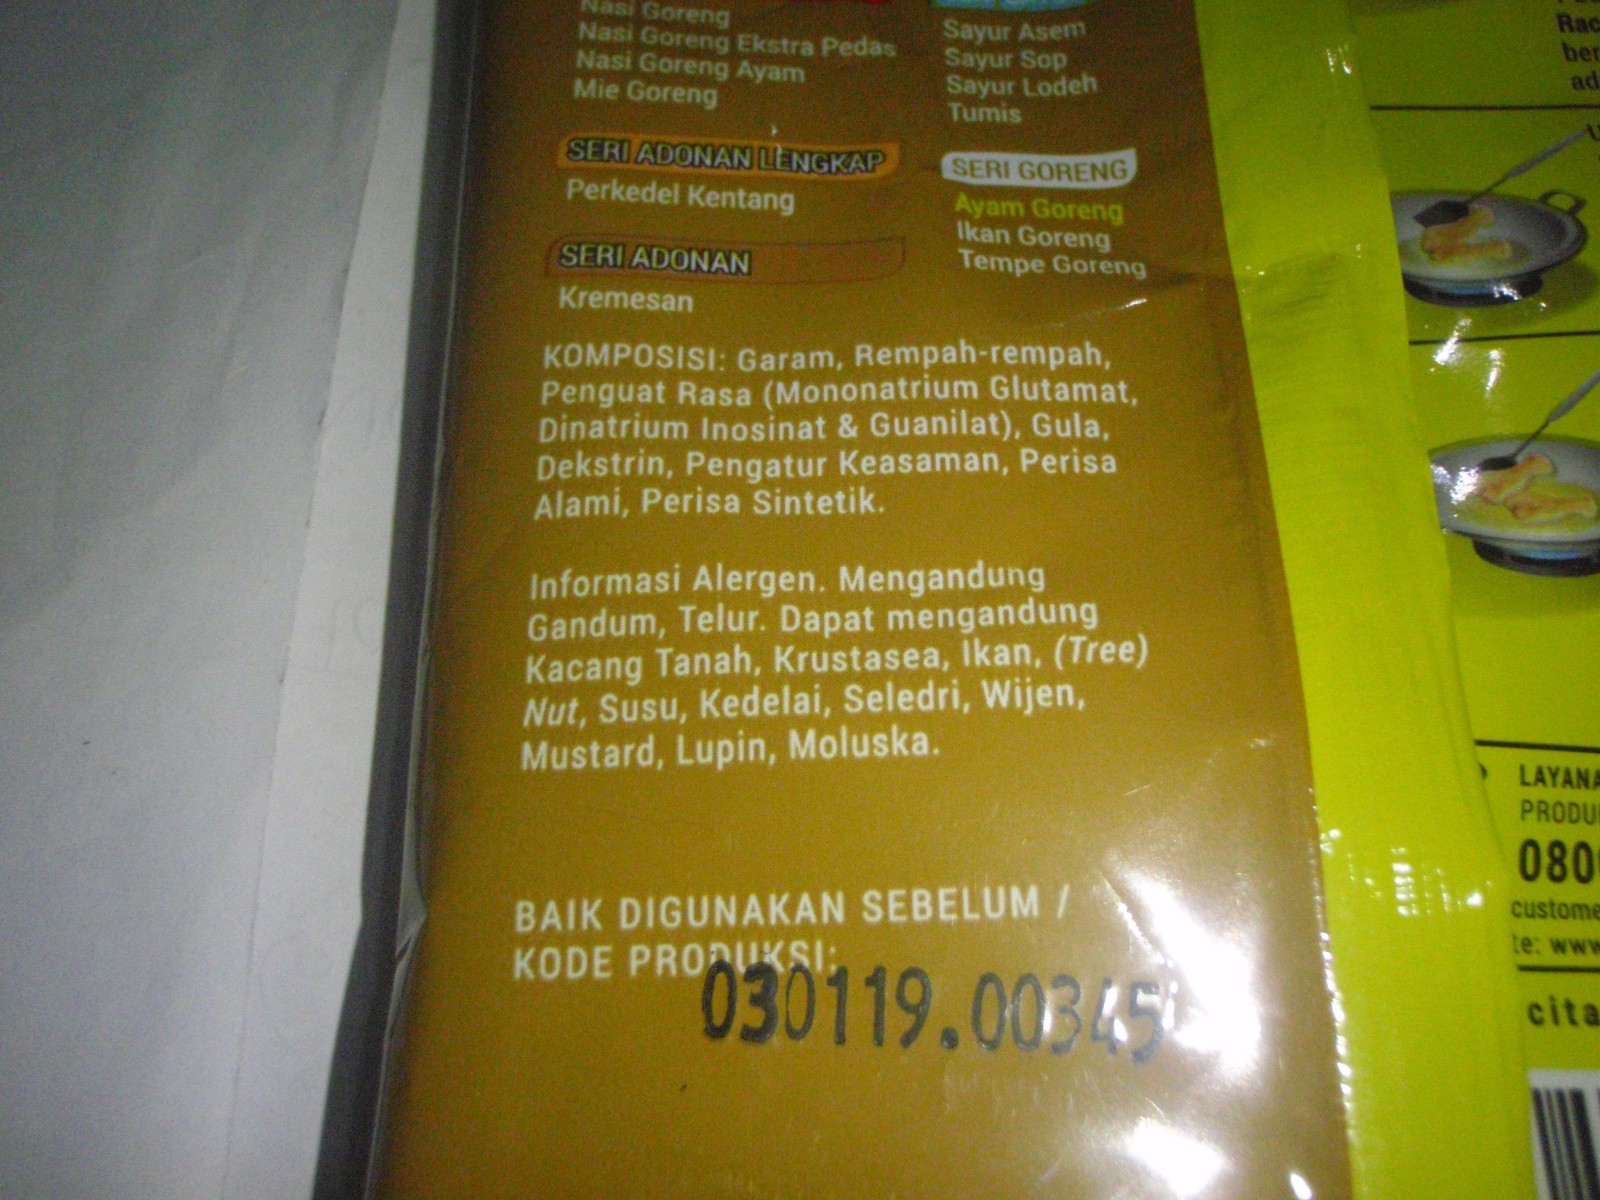 Nasi Goreng
Nasi Goreng Ekstra Pedas
Nasi Goreng Ayam
Mie Goreng
SERI ADONAN LENGKAP
Perkedel Kentang
SERI ADONAN
Kremesan
Sayur Asem
Sayur Sop
Sayur Lodeh
Tumis
SERI GORENG
Ayam Goreng
Ikan Goreng
Tempe Goreng
KOMPOSISI: Garam, Rempah-rempah,
Penguat Rasa (Mononatrium Glutamat,
Dinatrium Inosinat & Guanilat), Gula,
Dekstrin, Pengatur Keasaman, Perisa
Alami, Perisa Sintetik.
Informasi Alergen. Mengandung
Gandum, Telur. Dapat mengandung
Kacang Tanah, Krustasea, Ikan, (Tree)
Nut, Susu, Kedelai, Seledri, Wijen,
Mustard, Lupin, Moluska.
BAIK DIGUNAKAN SEBELUM /
KODE PRODUKSI:
030119.00345
Rac
ber
ad
LAYANA
PRODU
080
custome
te: www
cita